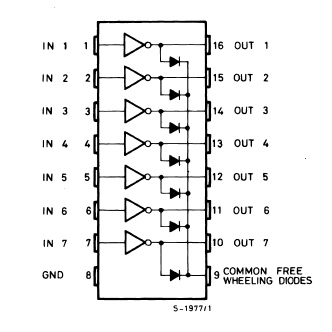 IN 1 1 16 OUT 1
IN 2 2 15 OUT 2
IN 3 3 14 OUT 3
IN 4 4 13 OUT 4
IN 5 5 12 OUT 5
IN 6 6 11 OUT 6
IN 7 7 10 OUT 7
GND 8 9 COMMON FREE
WHEELING DIODES
S-1977/1